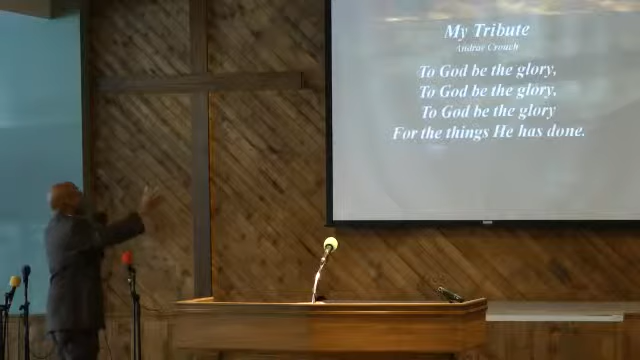 My Tribute
Andrae Crouch
To God be the glory,
To God be the glory,
To God be the glory
For the things He has done.